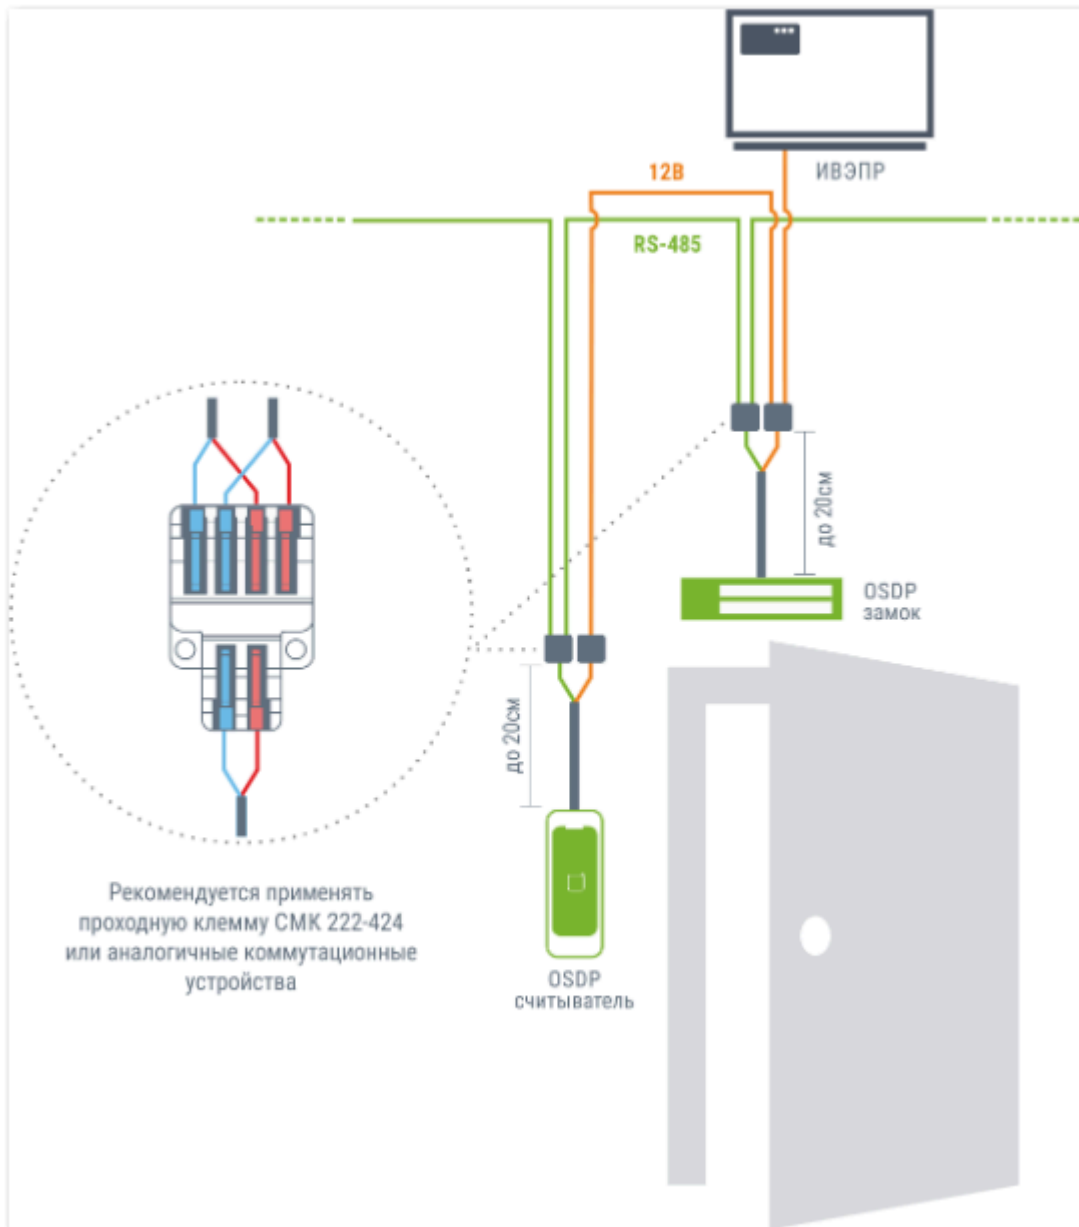 ИВЭПР
12В
RS-485
до 20см
OSDP
замок
до 20см
OSDP
считыватель
Рекомендуется применять
проходную клемму СМК 222-424
или аналогичные коммутационные
устройства